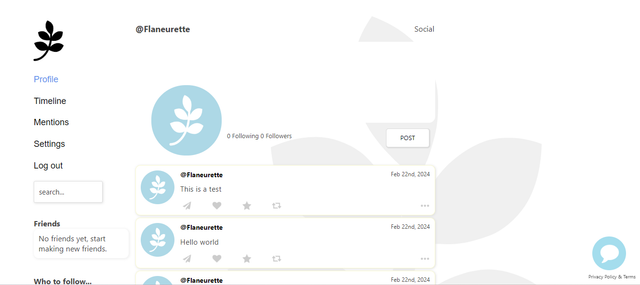 @Flaneurette
Social
Profile
Timeline
Mentions
Settings
Log out
search...
Friends
No friends yet, start
making new friends.
Who to follow...
0 Following 0 Followers
POST
@Flaneurette
Feb 22nd, 2024
This is a test
@Flaneurette
Feb 22nd, 2024
Hello world
@Flaneurette
Feb 22nd, 2024
Privacy Policy & Terms